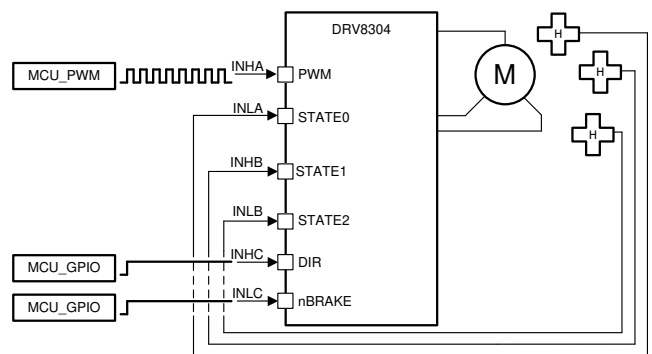 DRV8304
H
H
H
M
MCU_PWM
INHA
PWM
INLA
STATE0
INHB
STATE1
INLB
STATE2
MCU_GPIO
INHC
DIR
MCU_GPIO
INLC
nBRAKE